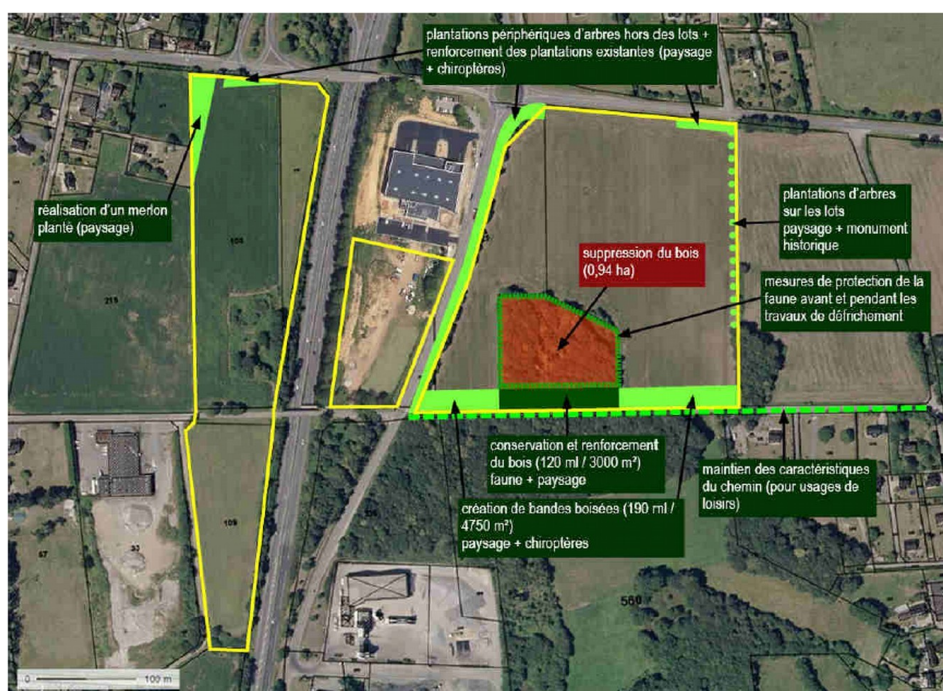 plantations périphériques d'arbres hors des lots +
renforcement des plantations existantes (paysage
+ chiroptères)
réalisation d'un merlon
planté (paysage)
plantations d'arbres
sur les lots
paysage + monument
historique
suppression du bois
(0,94 ha)
mesures de protection de la
faune avant et pendant les
travaux de défrichement
215
108
conservation et renforcement
du bois (120 ml / 3000 m²)
faune + paysage
maintien des caractéristiques
du chemin (pour usages de
loisirs)
création de bandes boisées (190 ml /
4750 m²)
paysage + chiroptères
109
57
560
0 100 m